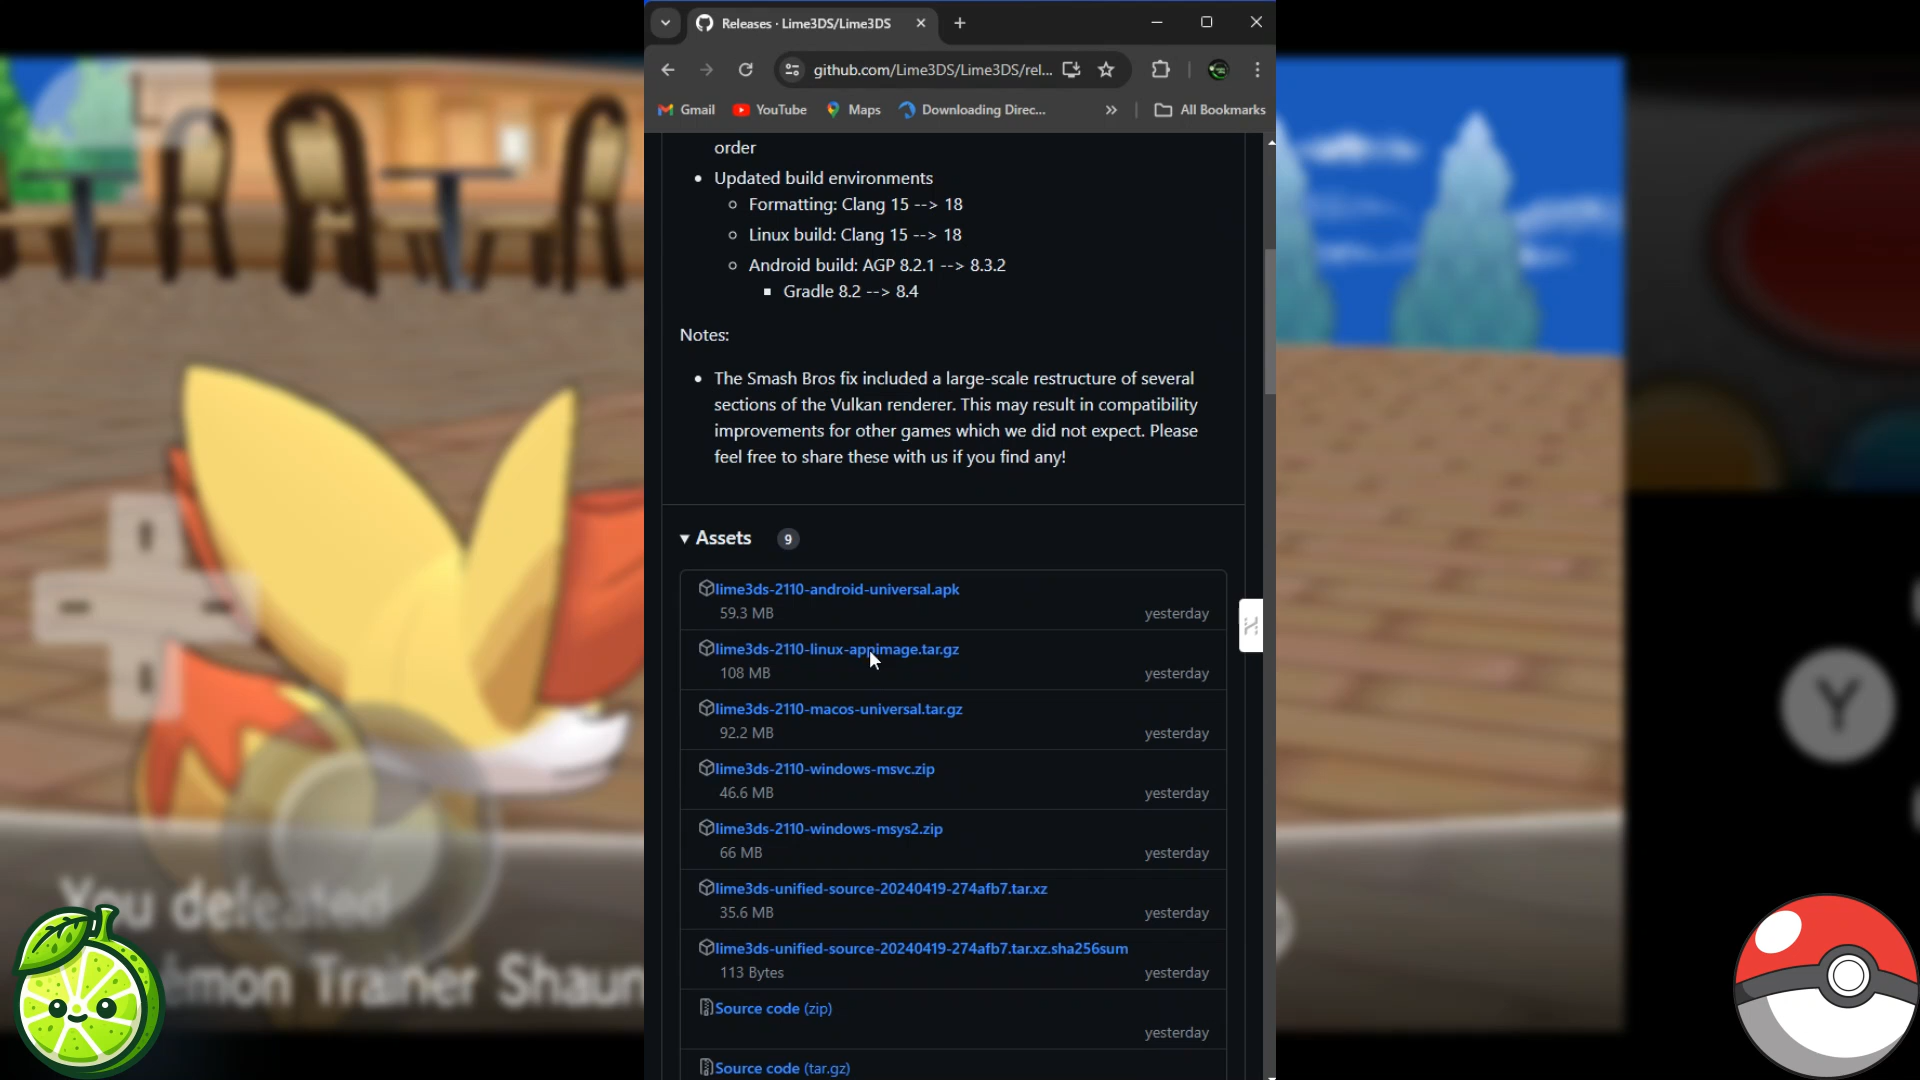 Releases · Lime3DS/Lime3DS
github.com/Lime3DS/Lime3DS/rel...
Gmail
YouTube
Maps
Downloading Direc...
»
All Bookmarks
order
• Updated build environments
○ Formatting: Clang 15 --> 18
○ Linux build: Clang 15 --> 18
○ Android build: AGP 8.2.1 --> 8.3.2
▪ Gradle 8.2 --> 8.4
Notes:
• The Smash Bros fix included a large-scale restructure of several
sections of the Vulkan renderer. This may result in compatibility
improvements for other games which we did not expect. Please
feel free to share these with us if you find any!
Assets 9
lime3ds-2110-android-universal.apk
59.3 MB yesterday
lime3ds-2110-linux-appimage.tar.gz
108 MB yesterday
lime3ds-2110-macos-universal.tar.gz
92.2 MB yesterday
lime3ds-2110-windows-msvc.zip
46.6 MB yesterday
lime3ds-2110-windows-msys2.zip
66 MB yesterday
lime3ds-unified-source-20240419-274afb7.tar.xz
35.6 MB yesterday
lime3ds-unified-source-20240419-274afb7.tar.xz.sha256sum
113 Bytes yesterday
Source code (zip)
yesterday
Source code (tar.gz)
Y
You defeated
émon Trainer Shaun